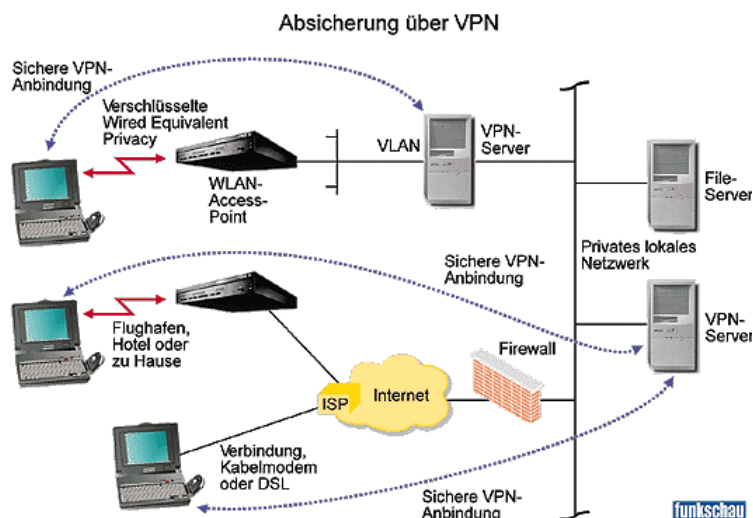 Absicherung über VPN
Sichere VPN-
Anbindung
Verschlüsselte
Wired Equivalent
Privacy
WLAN-
Access-
Point
VLAN
VPN-
Server
File-
Server
Privates lokales
Netzwerk
Sichere VPN-
Anbindung
VPN-
Server
Flughafen,
Hotel oder
zu Hause
Firewall
ISP
Internet
Verbindung,
Kabelmodem
oder DSL
Sichere VPN-
Anbindung
funkschau